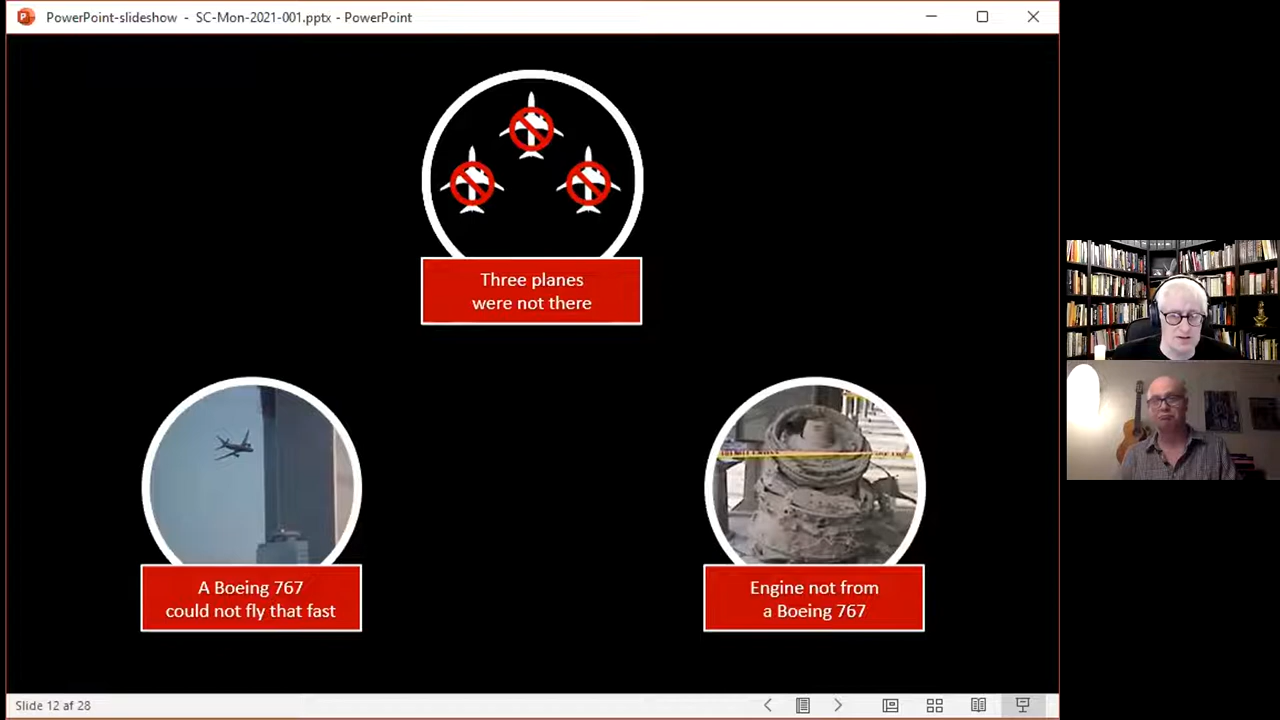 PowerPoint-slideshow - SC-Mon-2021-001.pptx - PowerPoint
Three planes
were not there
A Boeing 767
could not fly that fast
Engine not from
a Boeing 767
Slide 12 af 28